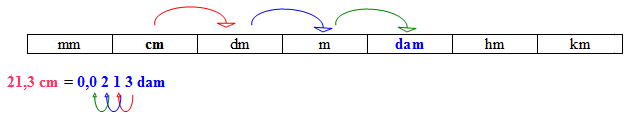 mm cm dm m dam hm km
21,3 cm = 0,0 2 1 3 dam